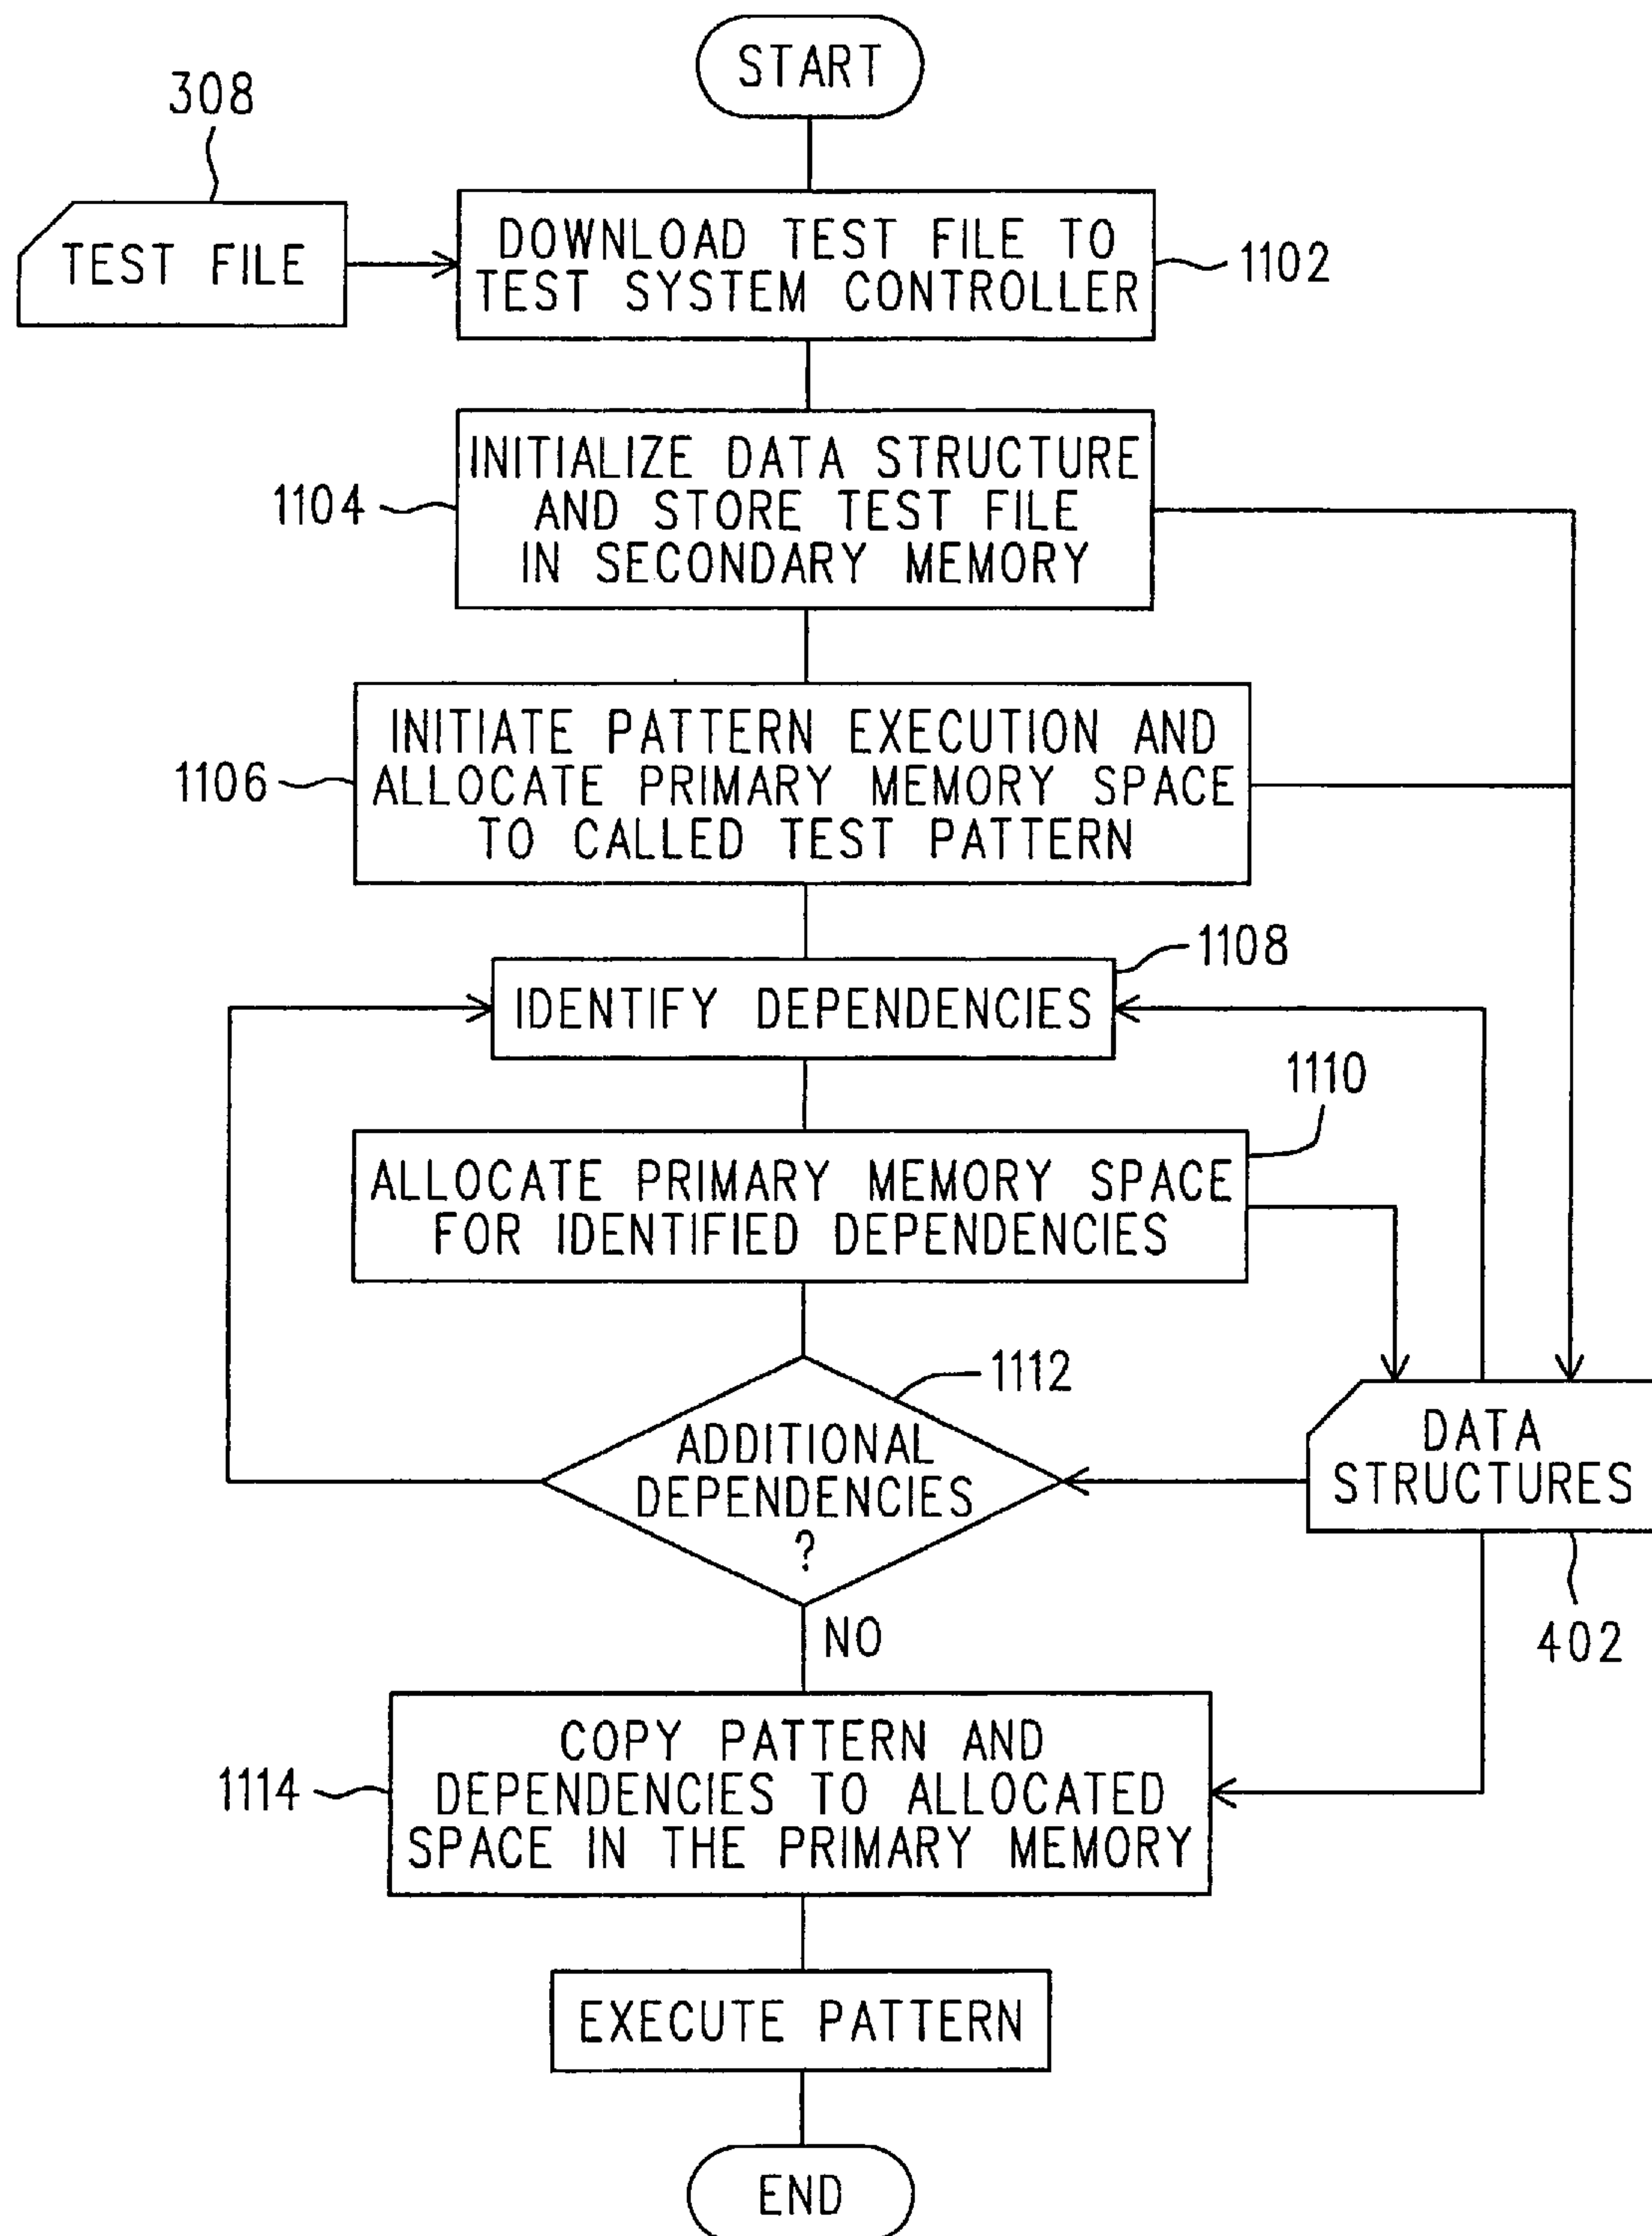 START
308
TEST FILE
DOWNLOAD TEST FILE TO
TEST SYSTEM CONTROLLER
1102
INITIALIZE DATA STRUCTURE
AND STORE TEST FILE
IN SECONDARY MEMORY
1104
INITIATE PATTERN EXECUTION AND
ALLOCATE PRIMARY MEMORY SPACE
TO CALLED TEST PATTERN
1106
1108
IDENTIFY DEPENDENCIES
1110
ALLOCATE PRIMARY MEMORY SPACE
FOR IDENTIFIED DEPENDENCIES
1112
ADDITIONAL
DEPENDENCIES
?
DATA
STRUCTURES
402
NO
COPY PATTERN AND
DEPENDENCIES TO ALLOCATED
SPACE IN THE PRIMARY MEMORY
1114
EXECUTE PATTERN
END